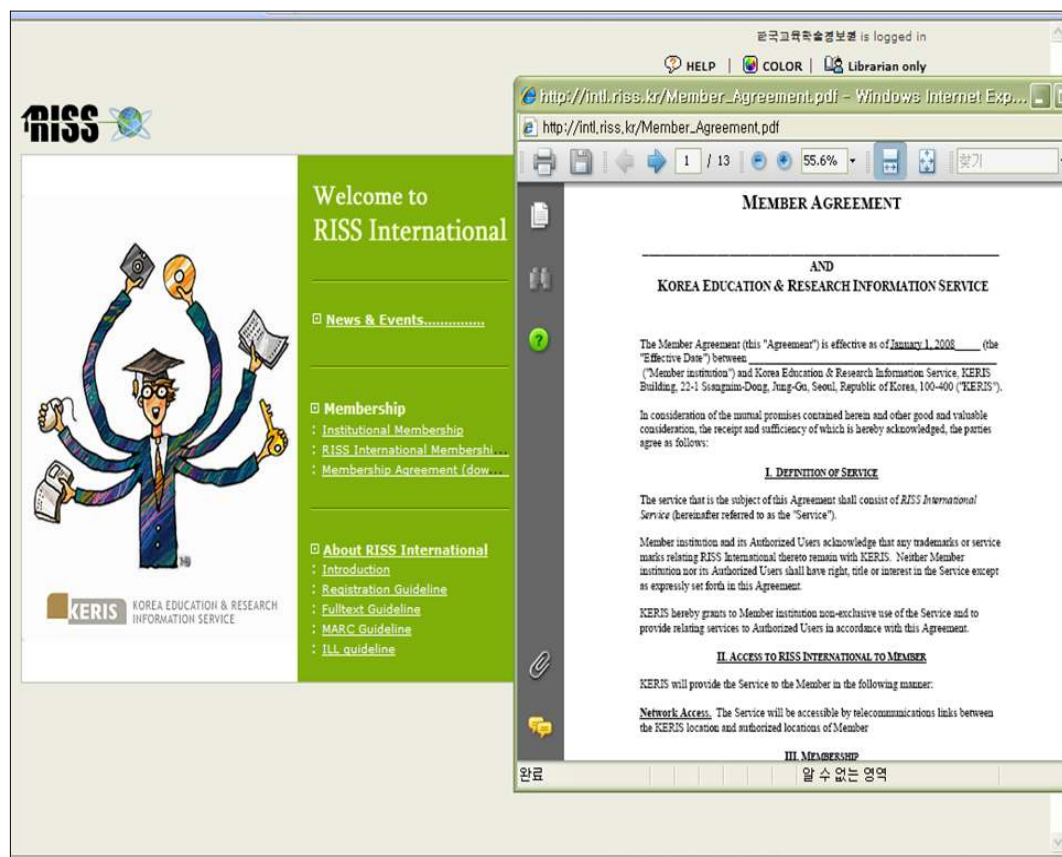 한국교육학술정보원 is logged in
HELP | COLOR | Librarian only
RISS
Welcome to
RISS International
News & Events..............
Membership
: Institutional Membership
: RISS International Membershi...
: Membership Agreement (dow...
About RISS International
: Introduction
: Registration Guideline
: Fulltext Guideline
: MARC Guideline
: ILL guideline
KERIS KOREA EDUCATION & RESEARCH
INFORMATION SERVICE
http://intl.riss.kr/Member_Agreement.pdf - Windows Internet Exp...
http://intl.riss.kr/Member_Agreement.pdf
1 / 13 55.6% 찾기
MEMBER AGREEMENT
AND
KOREA EDUCATION & RESEARCH INFORMATION SERVICE
The Member Agreement (this "Agreement") is effective as of January 1, 2008_____ (the
"Effective Date") between ____________________
("Member institution") and Korea Education & Research Information Service, KERIS
Building, 22-1 Ssangnim-Dong, Jung-Gu, Seoul, Republic of Korea, 100-400 ("KERIS").
In consideration of the mutual promises contained herein and other good and valuable
consideration, the receipt and sufficiency of which is hereby acknowledged, the parties
agree as follows:
I. DEFINITION OF SERVICE
The service that is the subject of this Agreement shall consist of RISS International
Service (hereinafter referred to as the "Service").
Member institution and its Authorized Users acknowledge that any trademarks or service
marks relating RISS International thereto remain with KERIS. Neither Member
institution nor its Authorized Users shall have right, title or interest in the Service except
as expressly set forth in this Agreement.
KERIS hereby grants to Member institution non-exclusive use of the Service and to
provide relating services to Authorized Users in accordance with this Agreement.
II. ACCESS TO RISS INTERNATIONAL TO MEMBER
KERIS will provide the Service to the Member in the following manner:
Network Access. The Service will be accessible by telecommunications links between
the KERIS location and authorized locations of Member
III. MEMBERSHIP
완료 알 수 없는 영역